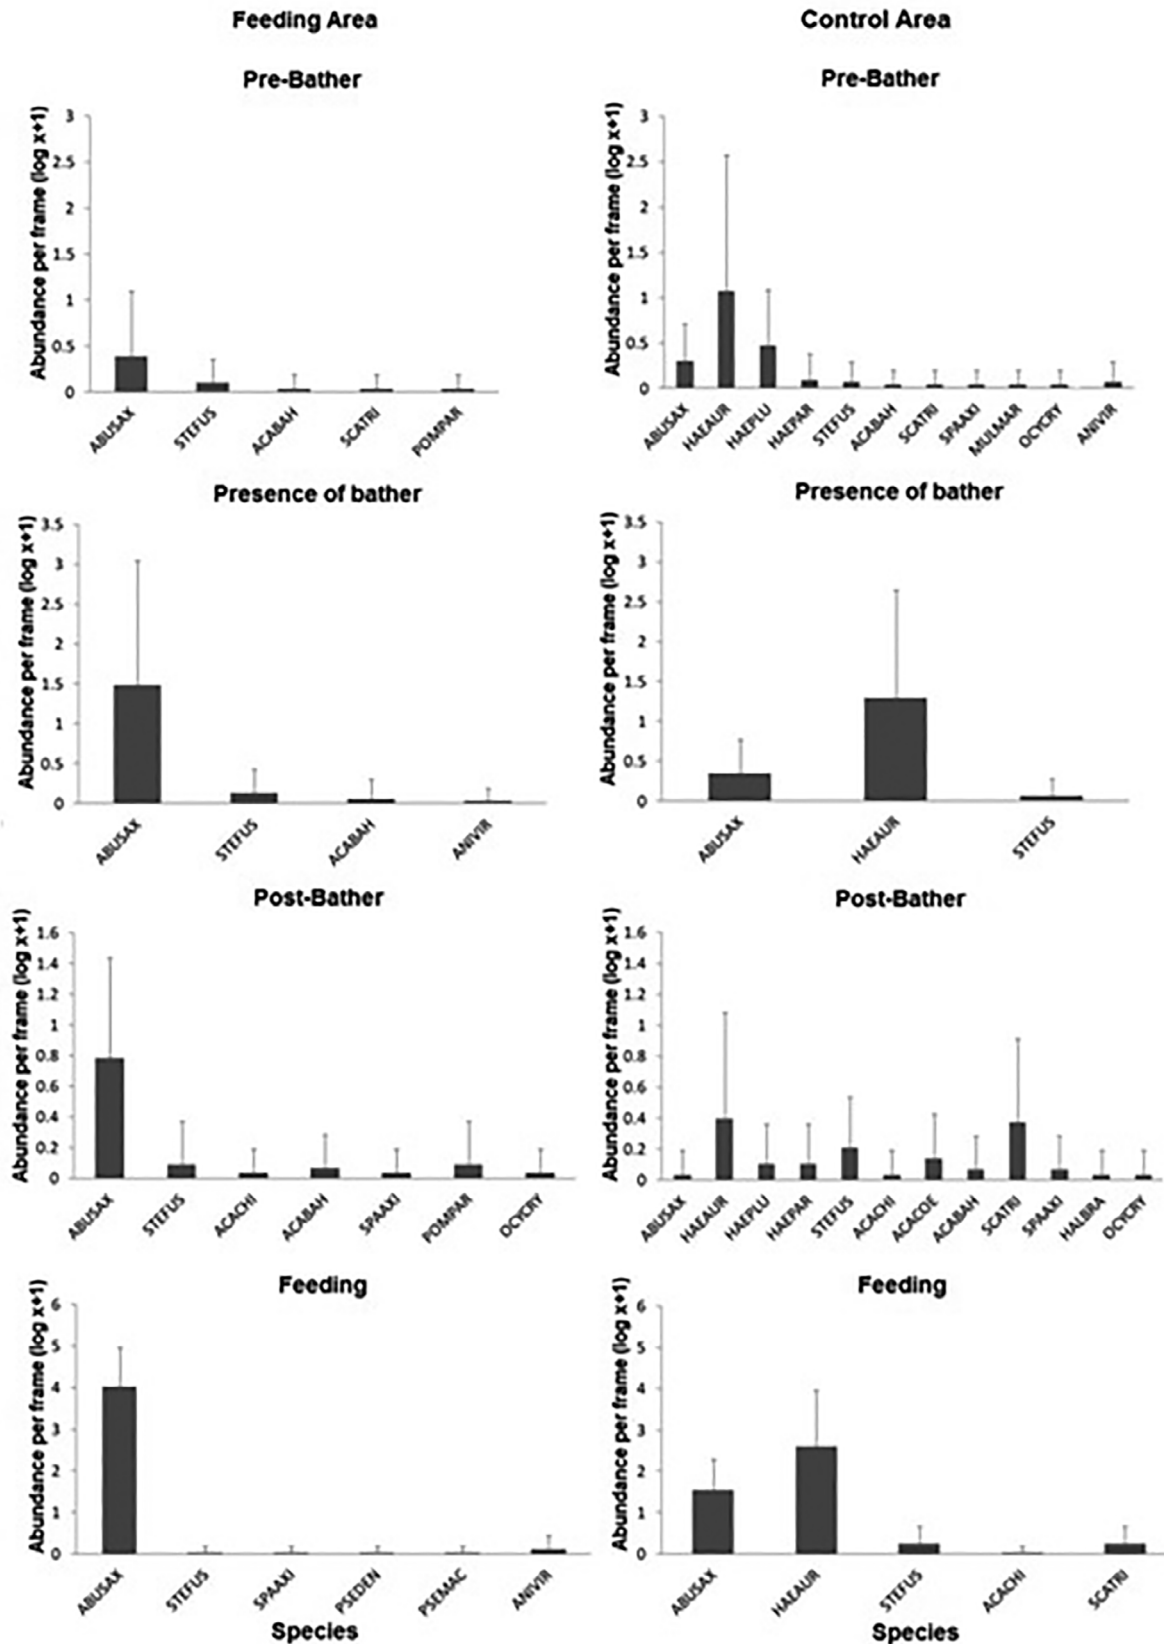 Feeding Area
Pre-Bather
Abundance per frame (log x+1)
3
2.5
2
1.5
1
0.5
0
ABUSAX
STEFUS
ACABAH
SCATRI
POMPAR
Control Area
Pre-Bather
Abundance per frame (log x+1)
3
2.5
2
1.5
1
0.5
0
ABUSAX
HAEAUR
HAEPLU
HAEPAR
STEFUS
ACABAH
SCATRI
SPAAXI
MULMAR
OCYCRY
ANIVIR
Presence of bather
Abundance per frame (log x+1)
3.5
3
2.5
2
1.5
1
0.5
0
ABUSAX
STEFUS
ACABAH
ANIVIR
Presence of bather
Abundance per frame (log x+1)
3.5
3
2.5
2
1.5
1
0.5
0
ABUSAX
HAEAUR
STEFUS
Post-Bather
Abundance per frame (log x+1)
1.6
1.4
1.2
1
0.8
0.6
0.4
0.2
0
ABUSAX
STEFUS
ACACHI
ACABAH
SPAAXI
POMPAR
OCYCRY
Post-Bather
Abundance per frame (log x+1)
1.6
1.4
1.2
1
0.8
0.6
0.4
0.2
0
ABUSAX
HAEAUR
HAEPLU
HAEPAR
STEFUS
ACACHI
ACACOE
ACABAH
SCATRI
SPAAXI
HALBRA
OCYCRY
Feeding
Abundance per frame (log x+1)
6
5
4
3
2
1
0
ABUSAX
STEFUS
SPAAXI
PSEDEN
PSEMAC
ANIVIR
Species
Feeding
Abundance per frame (log x+1)
6
5
4
3
2
1
0
ABUSAX
HAEAUR
STEFUS
ACACHI
SCATRI
Species